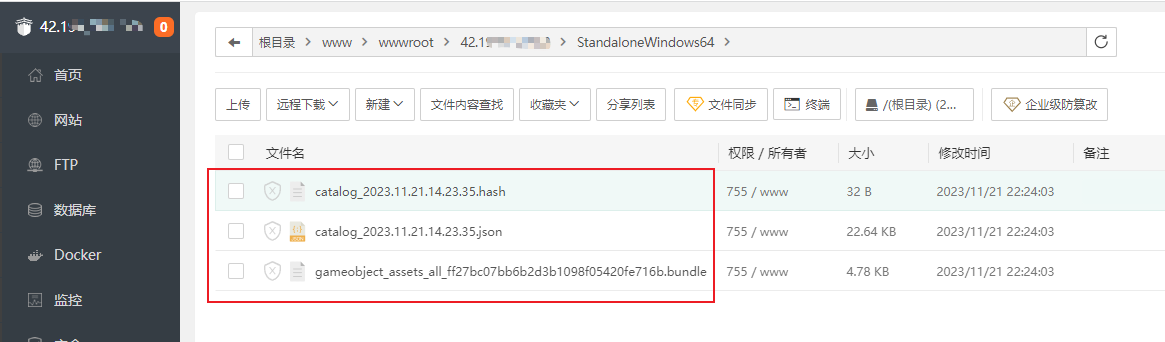 42.1 0
根目录 www wwwroot 42.1 StandaloneWindows64
首页
网站
FTP
数据库
Docker
监控
上传 远程下载 新建 文件内容查找 收藏夹 分享列表 文件同步 终端 /(根目录) (2... 企业级防篡改
文件名 权限 / 所有者 大小 修改时间 备注
catalog_2023.11.21.14.23.35.hash 755 / www 32 B 2023/11/21 22:24:03
catalog_2023.11.21.14.23.35.json 755 / www 22.64 KB 2023/11/21 22:24:03
gameobject_assets_all_ff27bc07bb6b2d3b1098f05420fe716b.bundle 755 / www 4.78 KB 2023/11/21 22:24:03